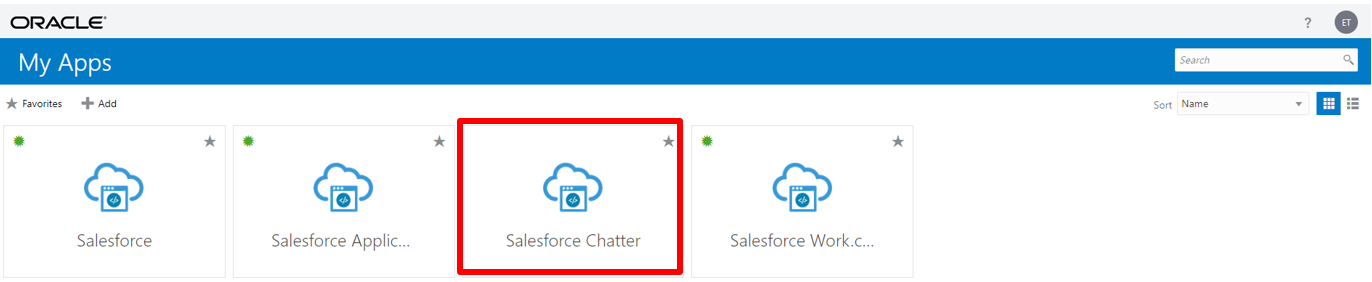 ORACLE
? ET
My Apps
Search
Favorites Add
Sort Name
Salesforce
Salesforce Applic...
Salesforce Chatter
Salesforce Work.c...